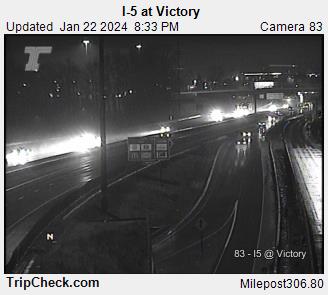 I-5 at Victory
Updated Jan 22 2024 8:33 PM Camera 83
T
N
83 - I5 @ Victory
TripCheck.com Milepost306.80